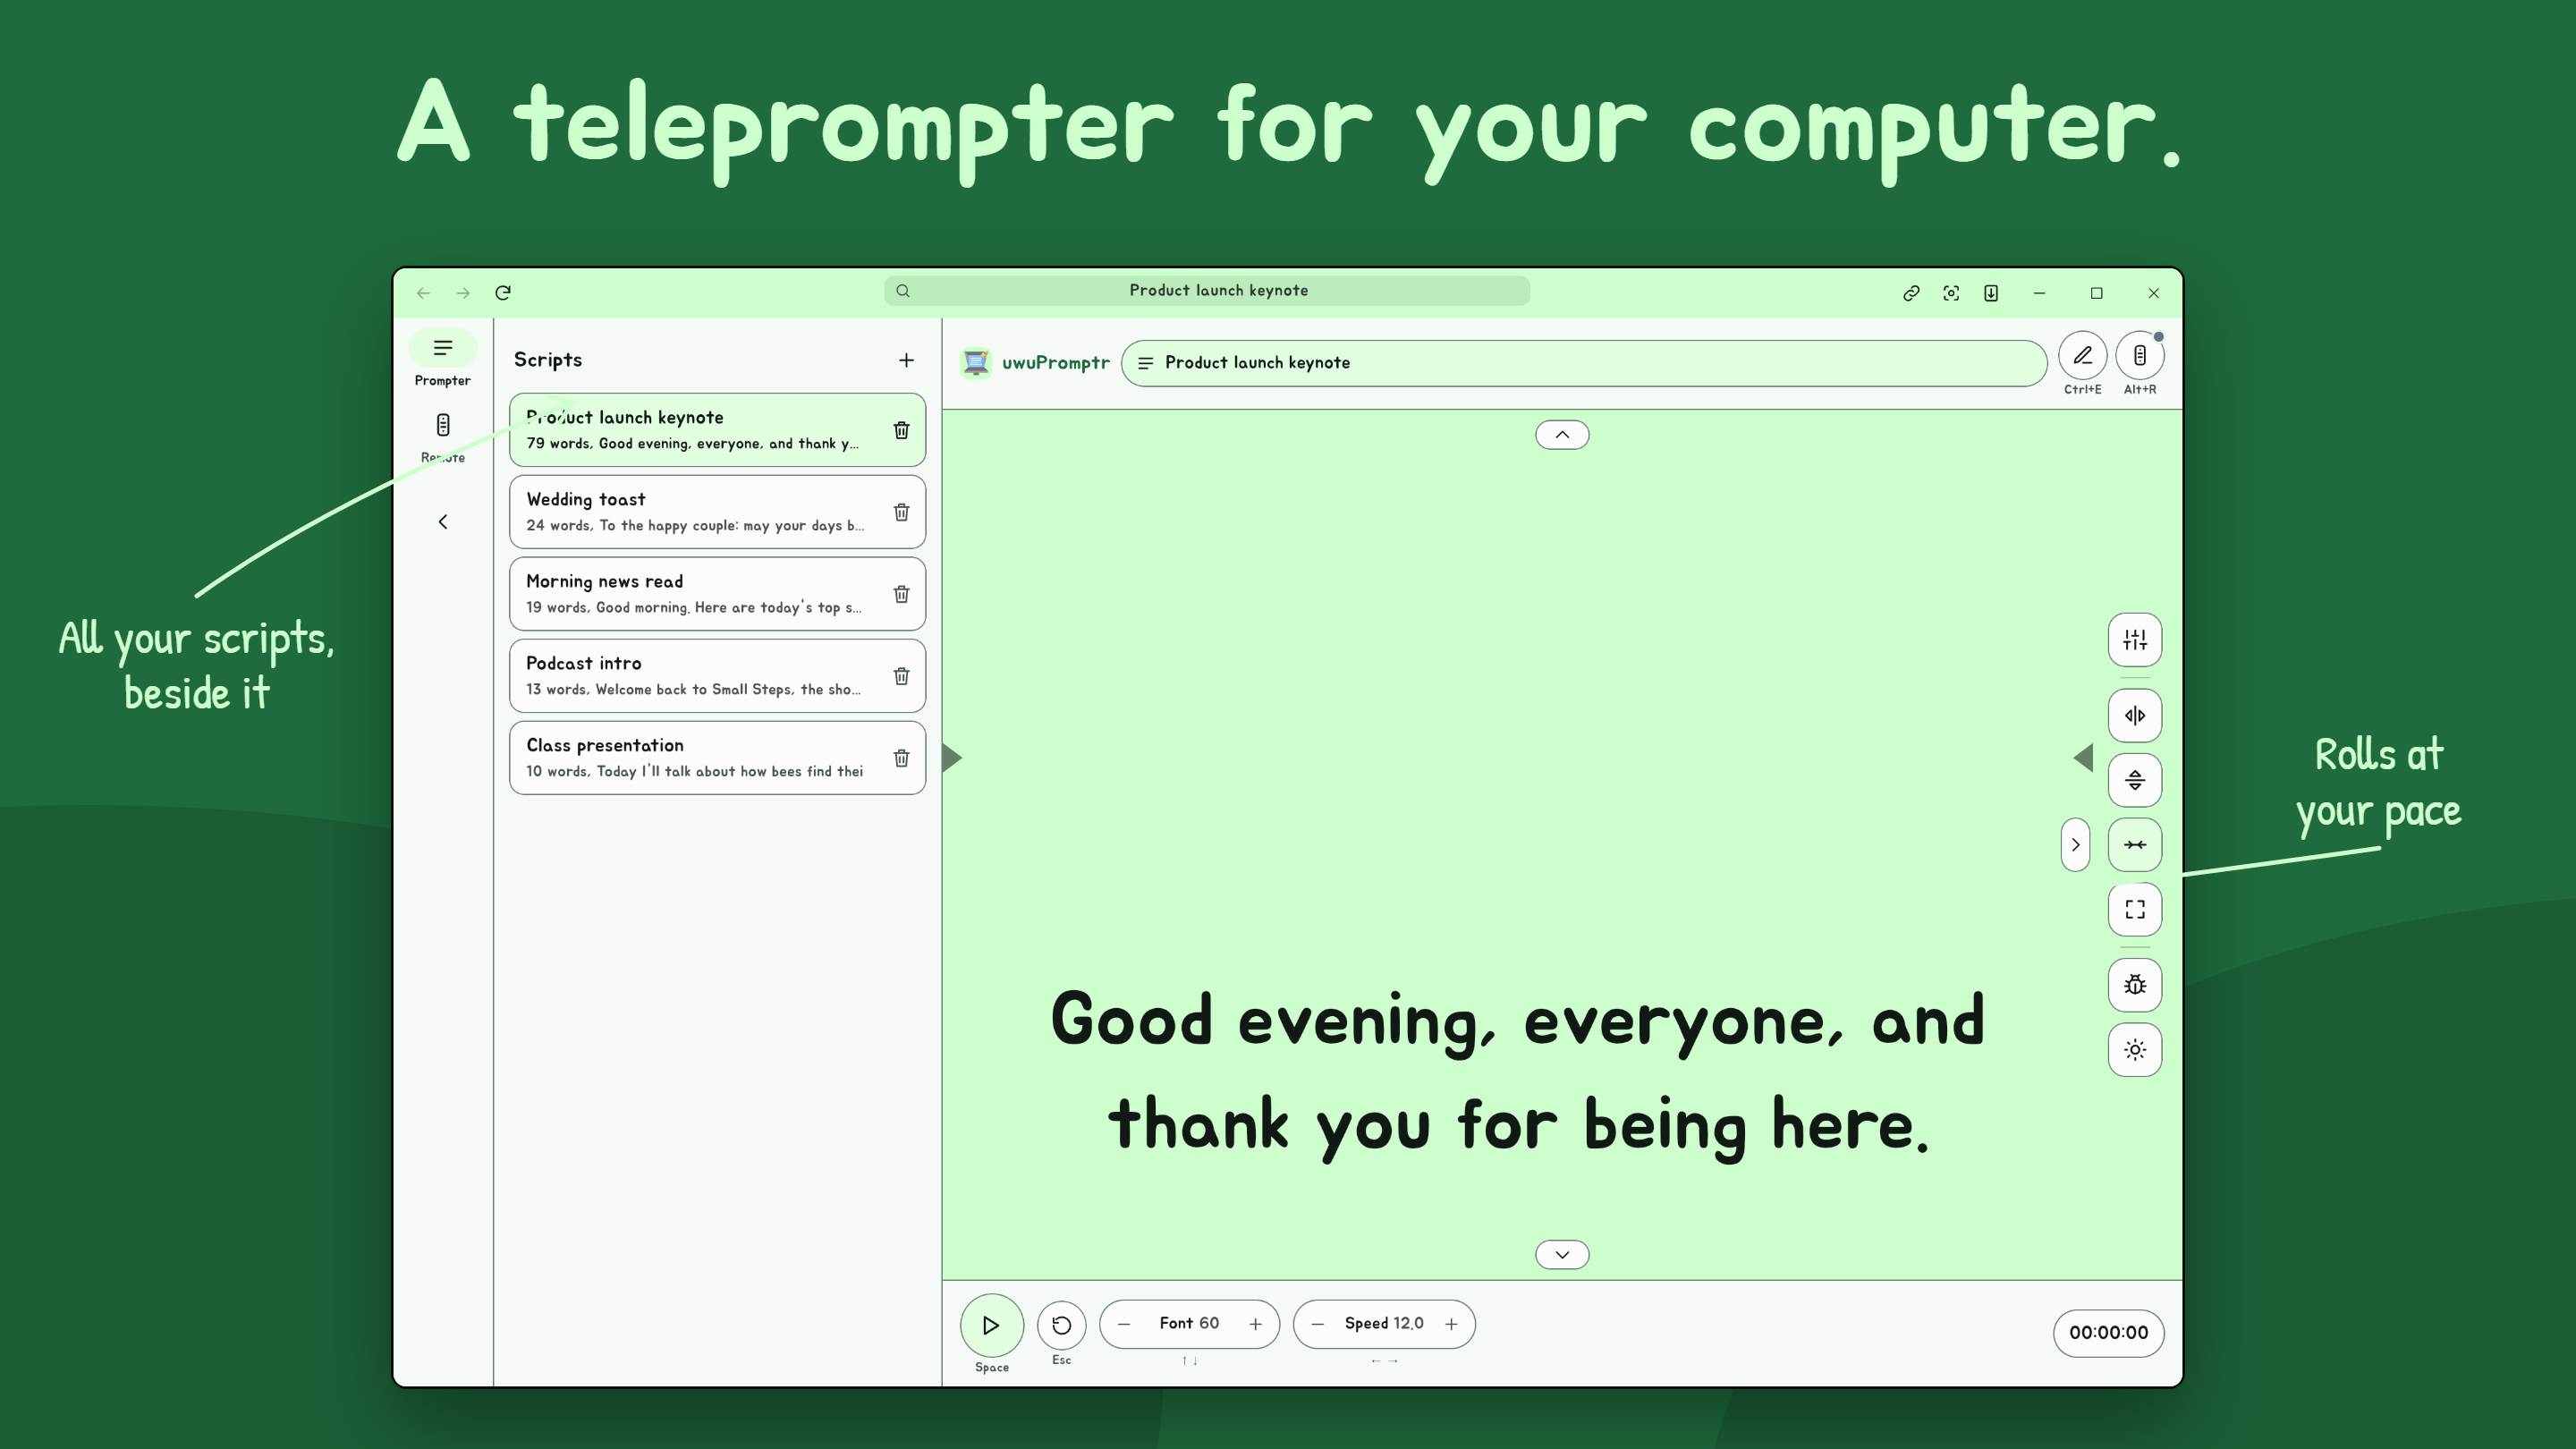 A teleprompter for your computer.
Product launch keynote
Prompter
Remote
Scripts
Product launch keynote
79 words, Good evening, everyone, and thank y...
Wedding toast
24 words, To the happy couple: may your days b...
Morning news read
19 words, Good morning. Here are today's top s...
Podcast intro
13 words, Welcome back to Small Steps, the sho...
Class presentation
10 words, Today I'll talk about how bees find thei
uwuPromptr
Product launch keynote
Ctrl+E
Alt+R
All your scripts,
beside it
Rolls at
your pace
Good evening, everyone, and
thank you for being here.
Space
Esc
Font 60
↑ ↓
Speed 12.0
← →
00:00:00